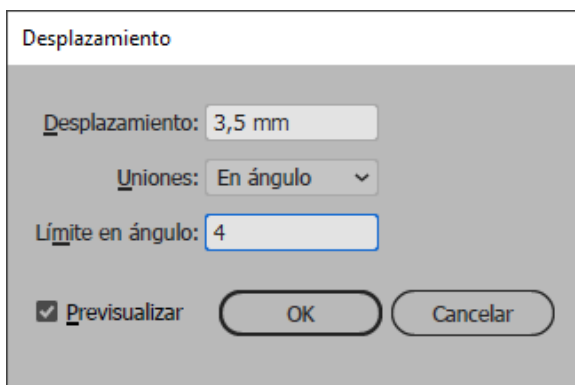 Desplazamiento
Desplazamiento: 3,5 mm
Uniones: En ángulo
Límite en ángulo: 4
Previsualizar OK Cancelar